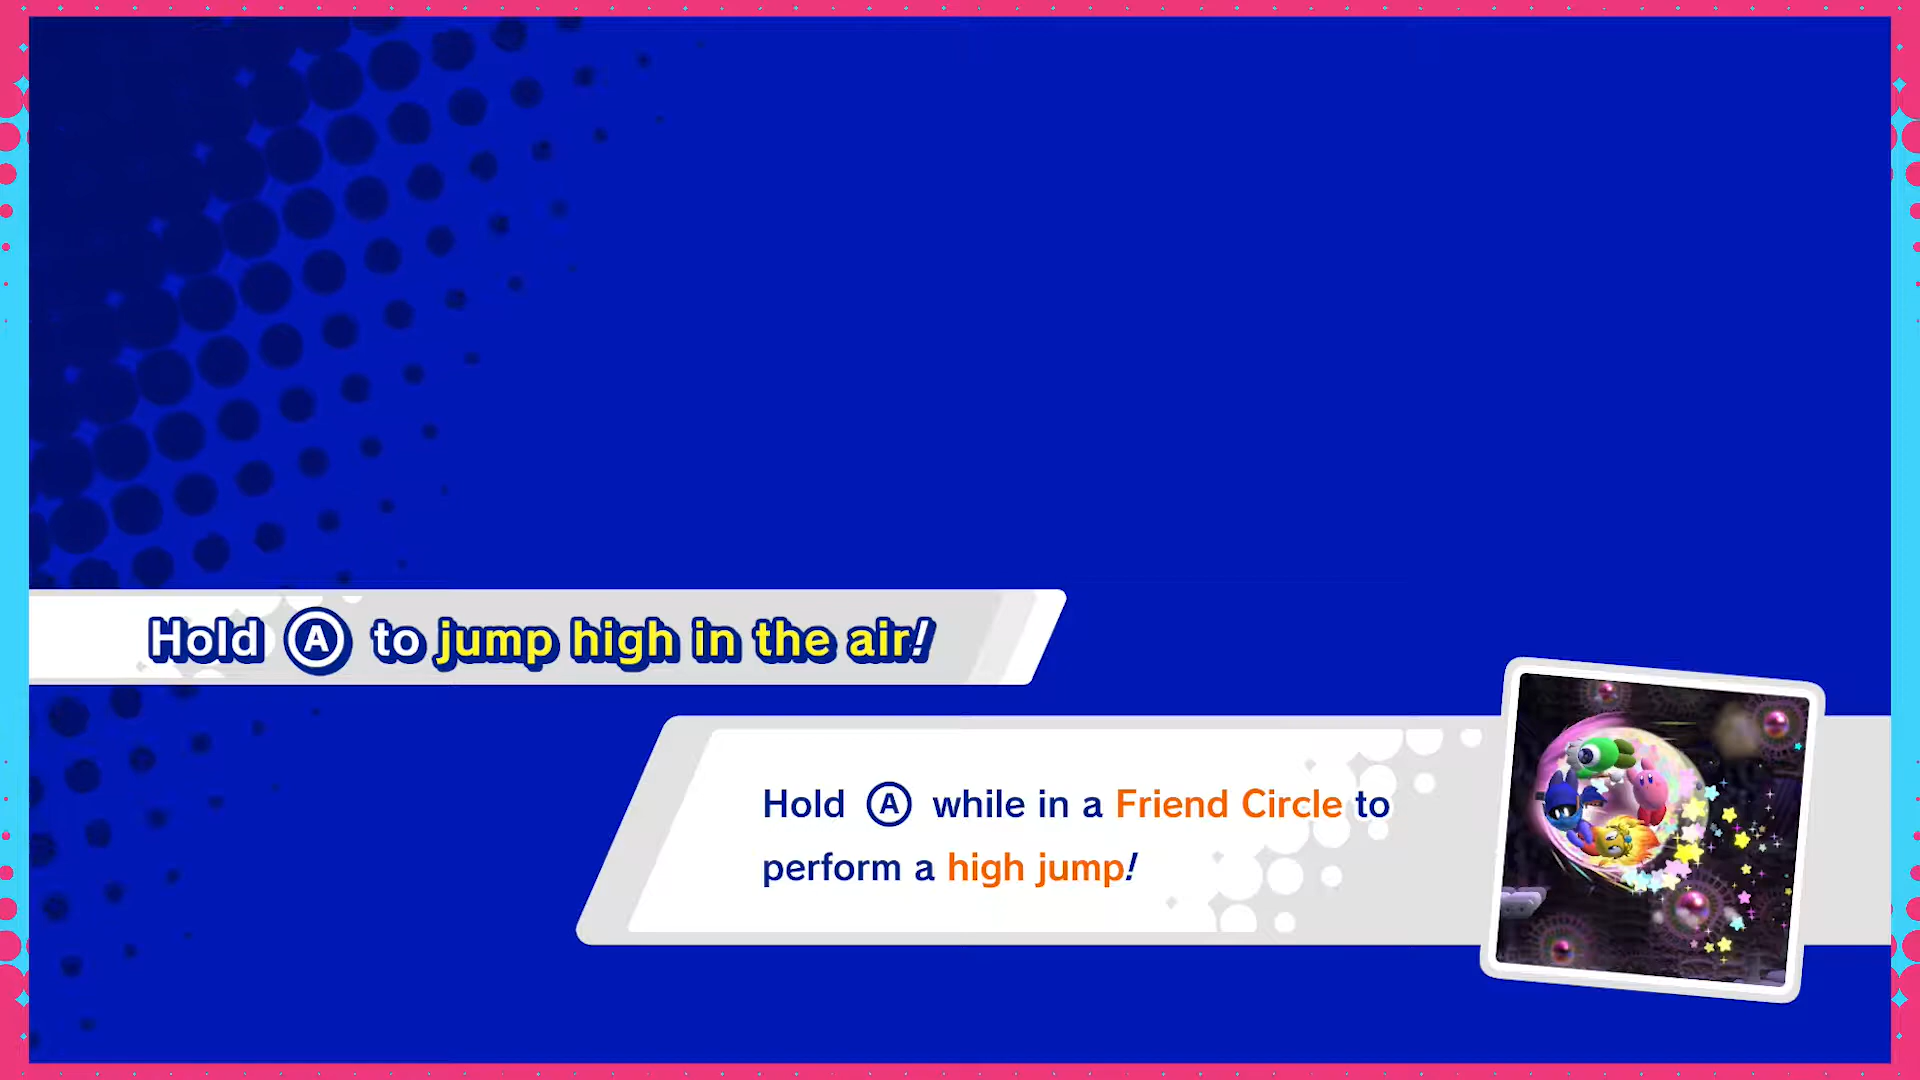 Hold Ⓐ to jump high in the air!
Hold Ⓐ while in a Friend Circle to
perform a high jump!